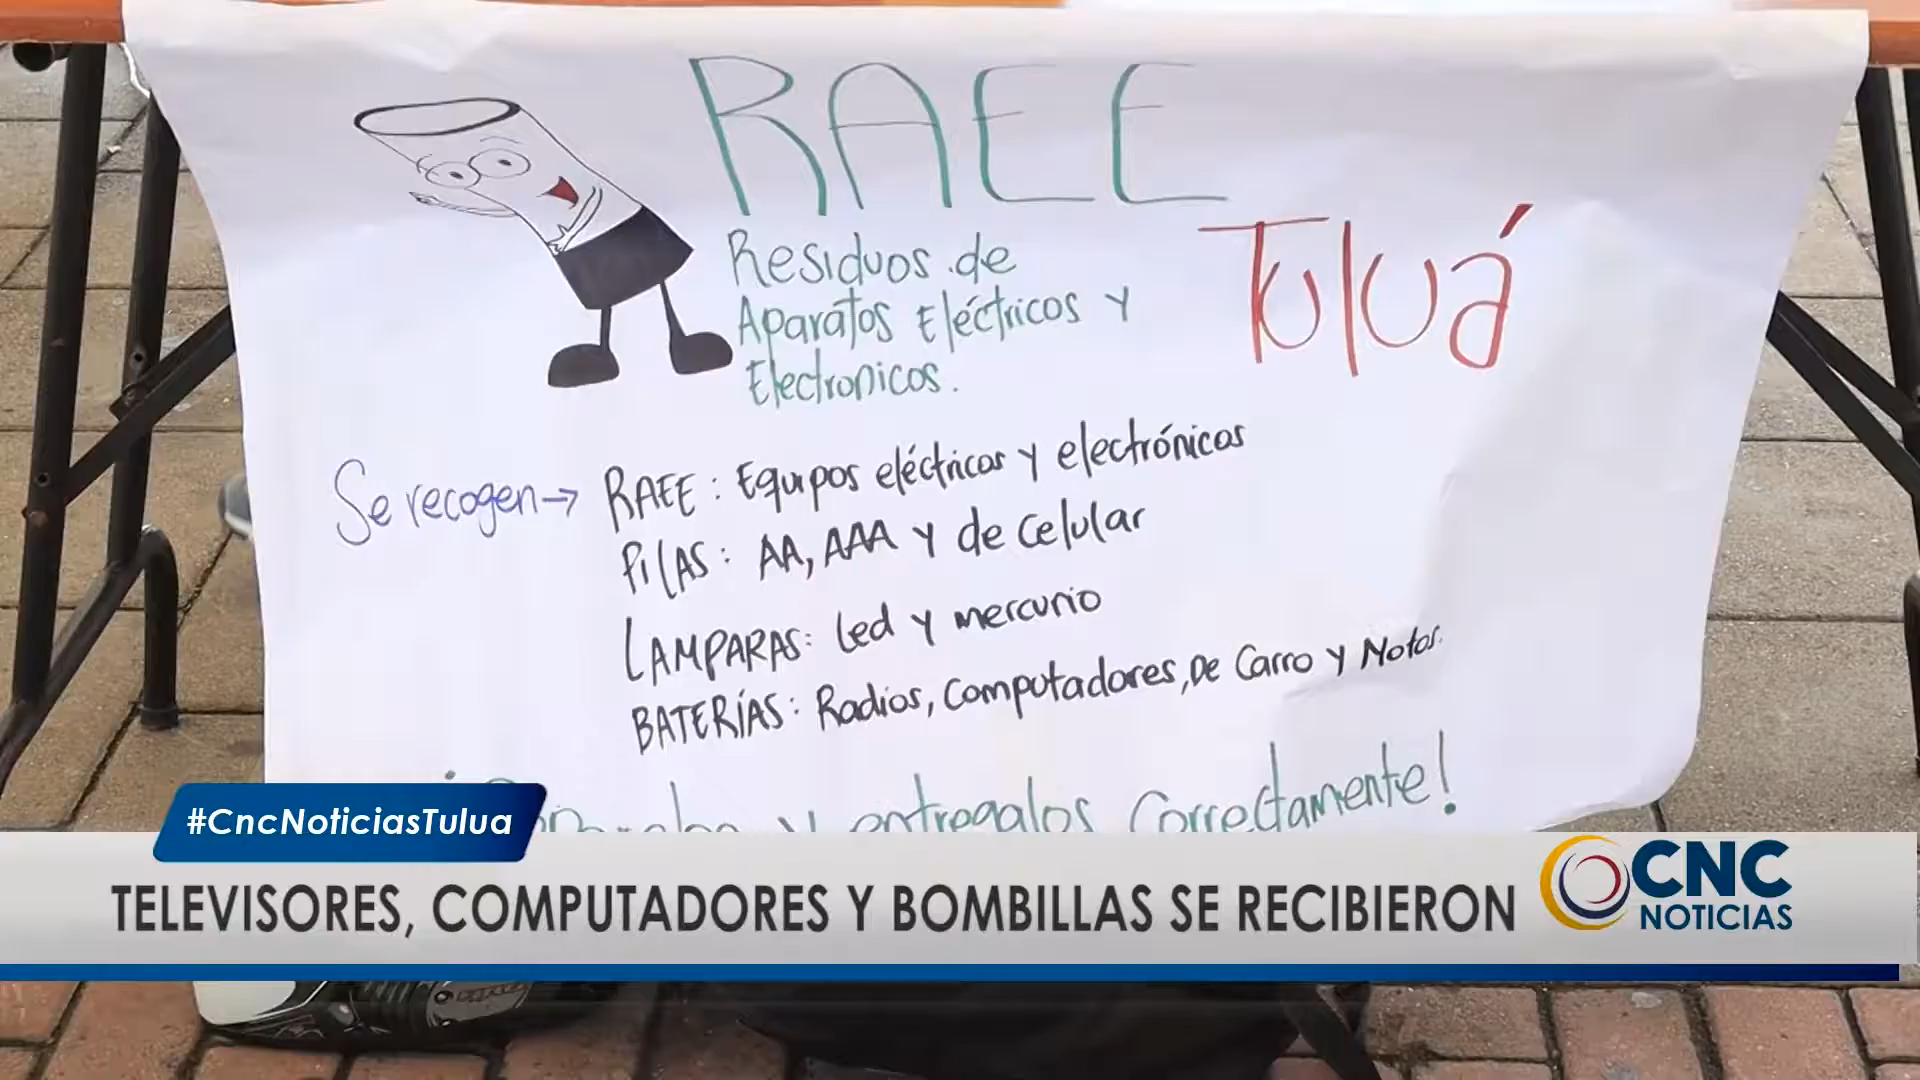 RAEE
Tuluá
Residuos de
Aparatos Eléctricos y
Electronicos.
Se recogen → RAEE: Equipos eléctricos y electrónicos
PILAS: AA, AAA y de celular
LAMPARAS: Led y mercurio
BATERÍAS: Radios, Computadores, De Carro y Motos.
y entregalos Correctamente!
#CncNoticiasTulua
TELEVISORES, COMPUTADORES Y BOMBILLAS SE RECIBIERON
CNC
NOTICIAS